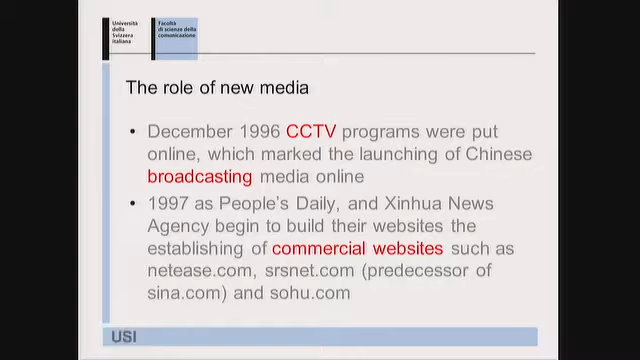 Università
della
Svizzera
italiana
Facoltà
di scienze della
comunicazione
The role of new media
• December 1996 CCTV programs were put
online, which marked the launching of Chinese
broadcasting media online
• 1997 as People's Daily, and Xinhua News
Agency begin to build their websites the
establishing of commercial websites such as
netease.com, srsnet.com (predecessor of
sina.com) and sohu.com
USI